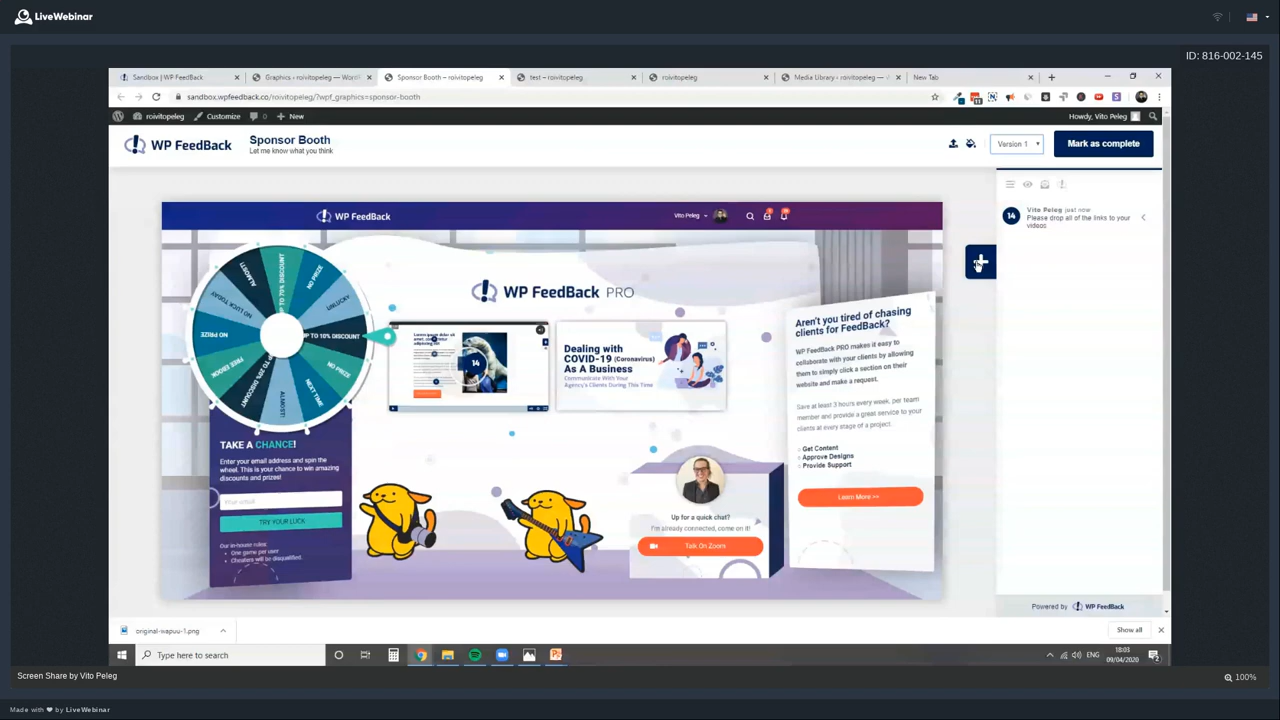 LiveWebinar
ID: 816-002-145
Sandbox | WP FeedBack
Graphics ‹ roivitopeleg — WordP
Sponsor Booth – roivitopeleg
test – roivitopeleg
roivitopeleg
Media Library ‹ roivitopeleg — W
New Tab
sandbox.wpfeedback.co/roivitopeleg/?wpf_graphics=sponsor-booth
roivitopeleg
Customize
0
New
Howdy, Vito Peleg
WP FEEDBACK
Sponsor Booth
Let me know what you think
Version 1
Mark as complete
14
Vito Peleg just now
Please drop all of the links to your
videos
WP FEEDBACK
Vito Peleg
WP FEEDBACK PRO
ALMOST!
TO 70% DISCOUNT
NO PRIZE
UNLUCKY
UP TO 10% DISCOUNT
NO PRIZE
NEXT TIME
ALMOST!
TO 20% DISCOUNT
FREE BOOK
NO PRIZE
NO LUCK TODAY
14
Dealing with
COVID-19 (Coronavirus)
As A Business
Communicate With Your
Agency's Clients During This Time
Aren't you tired of chasing
clients for FeedBack?
WP FeedBack PRO makes it easy to
collaborate with your clients by allowing
them to simply click a section on their
website and make a request.
Save at least 3 hours every week, per team
member and provide a great service to your
clients at every stage of a project.
Get Content
Approve Designs
Provide Support
Learn More >>
TAKE A CHANCE!
Enter your email address and spin the
wheel. This is your chance to win amazing
discounts and prizes!
Your email
TRY YOUR LUCK
Our in-house rules:
One game per user
Cheaters will be disqualified.
Up for a quick chat?
I'm already connected, come on in!
Talk On Zoom
Powered by WP FEEDBACK
original-wapuu-1.png
Show all
Type here to search
ENG
18:03
09/04/2020
2
Screen Share by Vito Peleg
100%
Made with ♥ by LiveWebinar